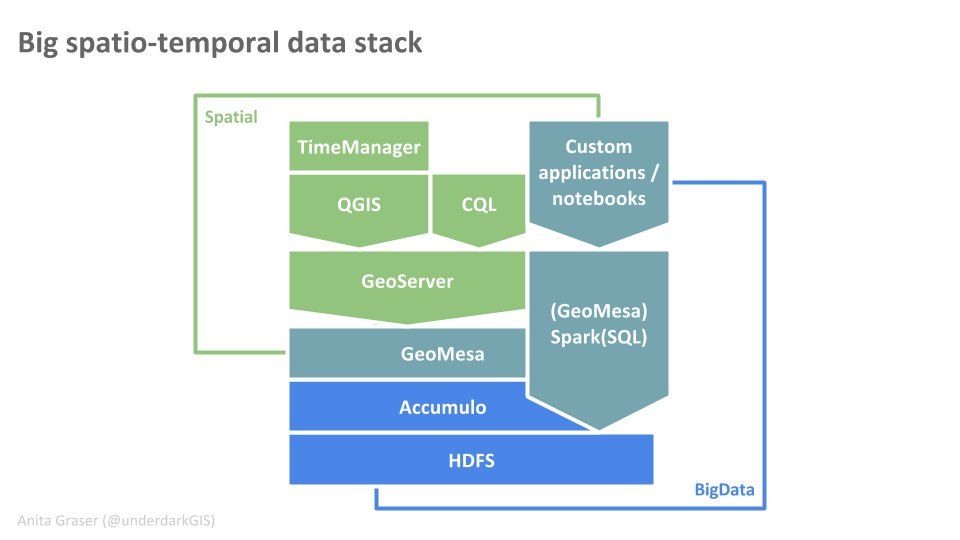 Big spatio-temporal data stack
Spatial
TimeManager
Custom
applications /
notebooks
QGIS
CQL
GeoServer
(GeoMesa)
Spark(SQL)
GeoMesa
Accumulo
HDFS
BigData
Anita Graser (@underdarkGIS)